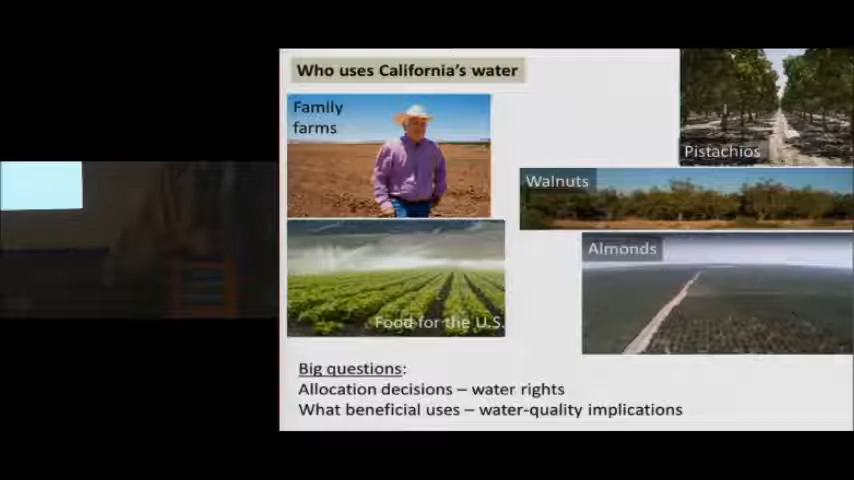 Who uses California's water
Family
farms
Pistachios
Walnuts
Almonds
Food for the U.S.
Big questions:
Allocation decisions – water rights
What beneficial uses – water-quality implications